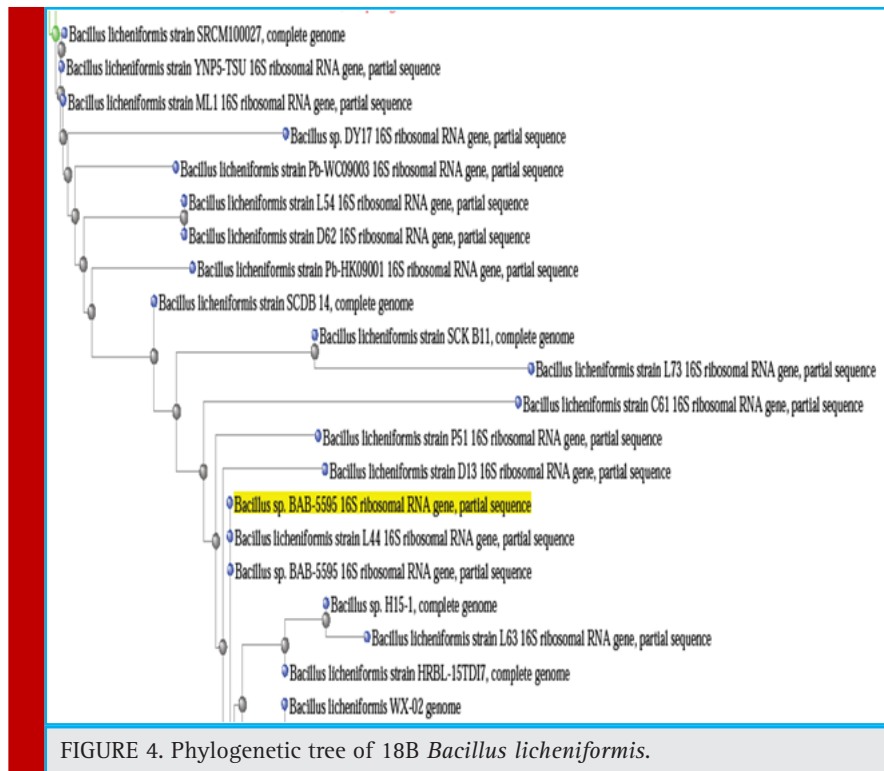 Bacillus licheniformis strain SRCM100027, complete genome
Bacillus licheniformis strain YNP5-TSU 16S ribosomal RNA gene, partial sequence
Bacillus licheniformis strain ML1 16S ribosomal RNA gene, partial sequence
Bacillus sp. DY17 16S ribosomal RNA gene, partial sequence
Bacillus licheniformis strain Pb-WC09003 16S ribosomal RNA gene, partial sequence
Bacillus licheniformis strain L54 16S ribosomal RNA gene, partial sequence
Bacillus licheniformis strain D62 16S ribosomal RNA gene, partial sequence
Bacillus licheniformis strain Pb-HK09001 16S ribosomal RNA gene, partial sequence
Bacillus licheniformis strain SCDB 14, complete genome
Bacillus licheniformis strain SCK B11, complete genome
Bacillus licheniformis strain L73 16S ribosomal RNA gene, partial sequence
Bacillus licheniformis strain C61 16S ribosomal RNA gene, partial sequence
Bacillus licheniformis strain P51 16S ribosomal RNA gene, partial sequence
Bacillus licheniformis strain D13 16S ribosomal RNA gene, partial sequence
Bacillus sp. BAB-5595 16S ribosomal RNA gene, partial sequence
Bacillus licheniformis strain L44 16S ribosomal RNA gene, partial sequence
Bacillus sp. BAB-5595 16S ribosomal RNA gene, partial sequence
Bacillus sp. H15-1, complete genome
Bacillus licheniformis strain L63 16S ribosomal RNA gene, partial sequence
Bacillus licheniformis strain HRBL-15TDI7, complete genome
Bacillus licheniformis WX-02 genome
FIGURE 4. Phylogenetic tree of 18B Bacillus licheniformis.